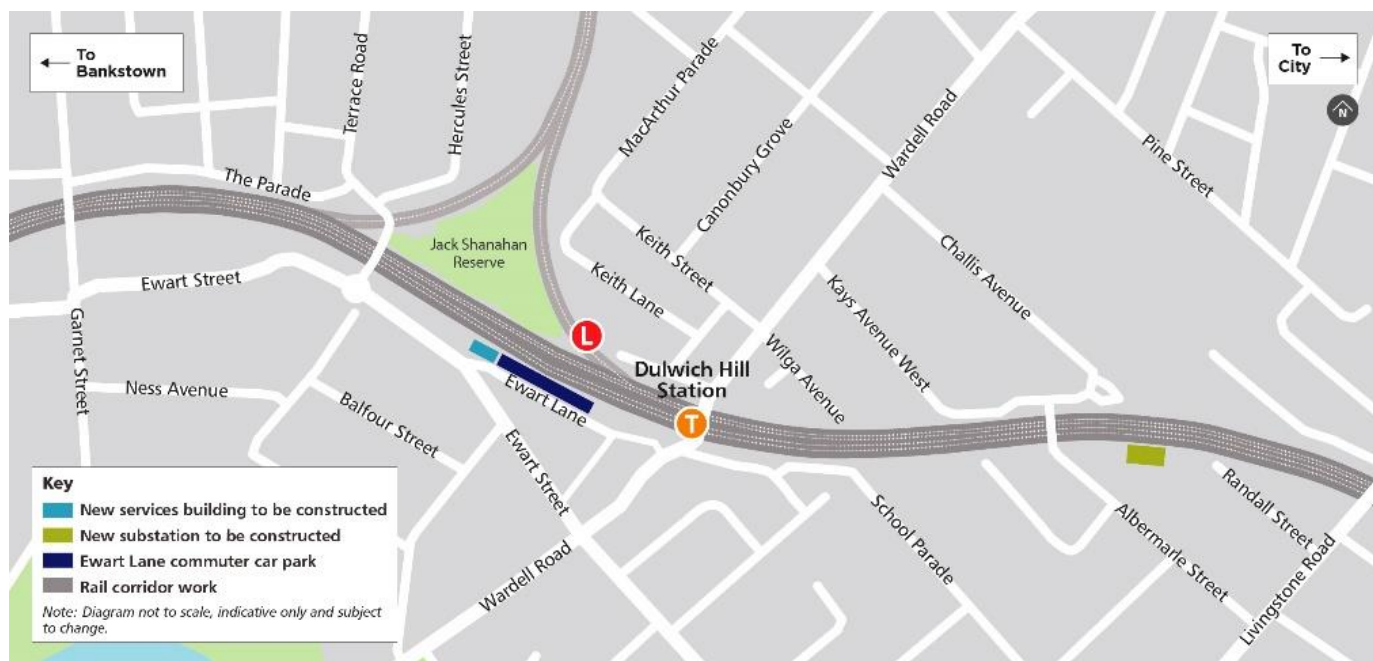 To
Bankstown
To
City
N
Terrace Road
Hercules Street
MacArthur Parade
Canonbury Grove
Wardell Road
Pine Street
The Parade
Jack Shanahan
Reserve
Keith Street
Keith Lane
Challis Avenue
Ewart Street
Kays Avenue West
Garnet Street
L
Wilga Avenue
Dulwich Hill
Station
T
Ness Avenue
Balfour Street
Ewart Lane
Ewart Street
School Parade
Randall Street
Albermarle Street
Wardell Road
Livingstone Road
Key
New services building to be constructed
New substation to be constructed
Ewart Lane commuter car park
Rail corridor work
Note: Diagram not to scale, indicative only and subject
to change.